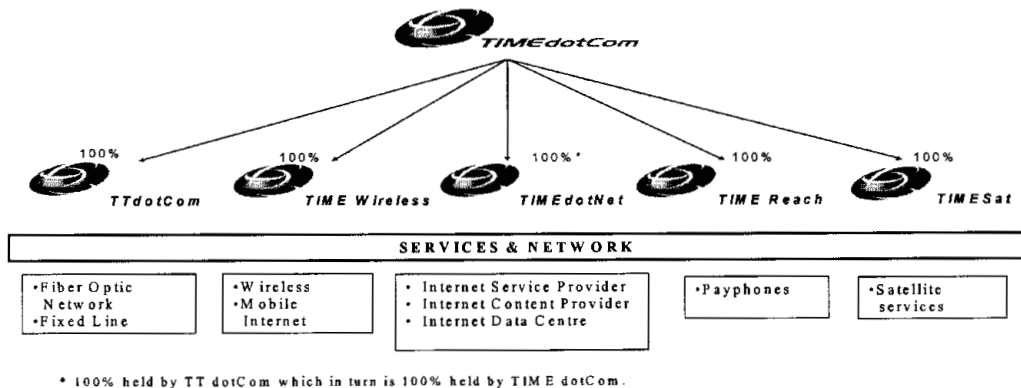 TIMEdotCom
100% 100% 100%* 100% 100%
TTdotCom TIME Wireless TIMEdotNet TIME Reach TIMESat
SERVICES & NETWORK
•Fiber Optic
Network
•Fixed Line
•Wireless
•Mobile
Internet
• Internet Service Provider
• Internet Content Provider
• Internet Data Centre
•Payphones
•Satellite
services
* 100% held by TT dotCom which in turn is 100% held by TIME dotCom.